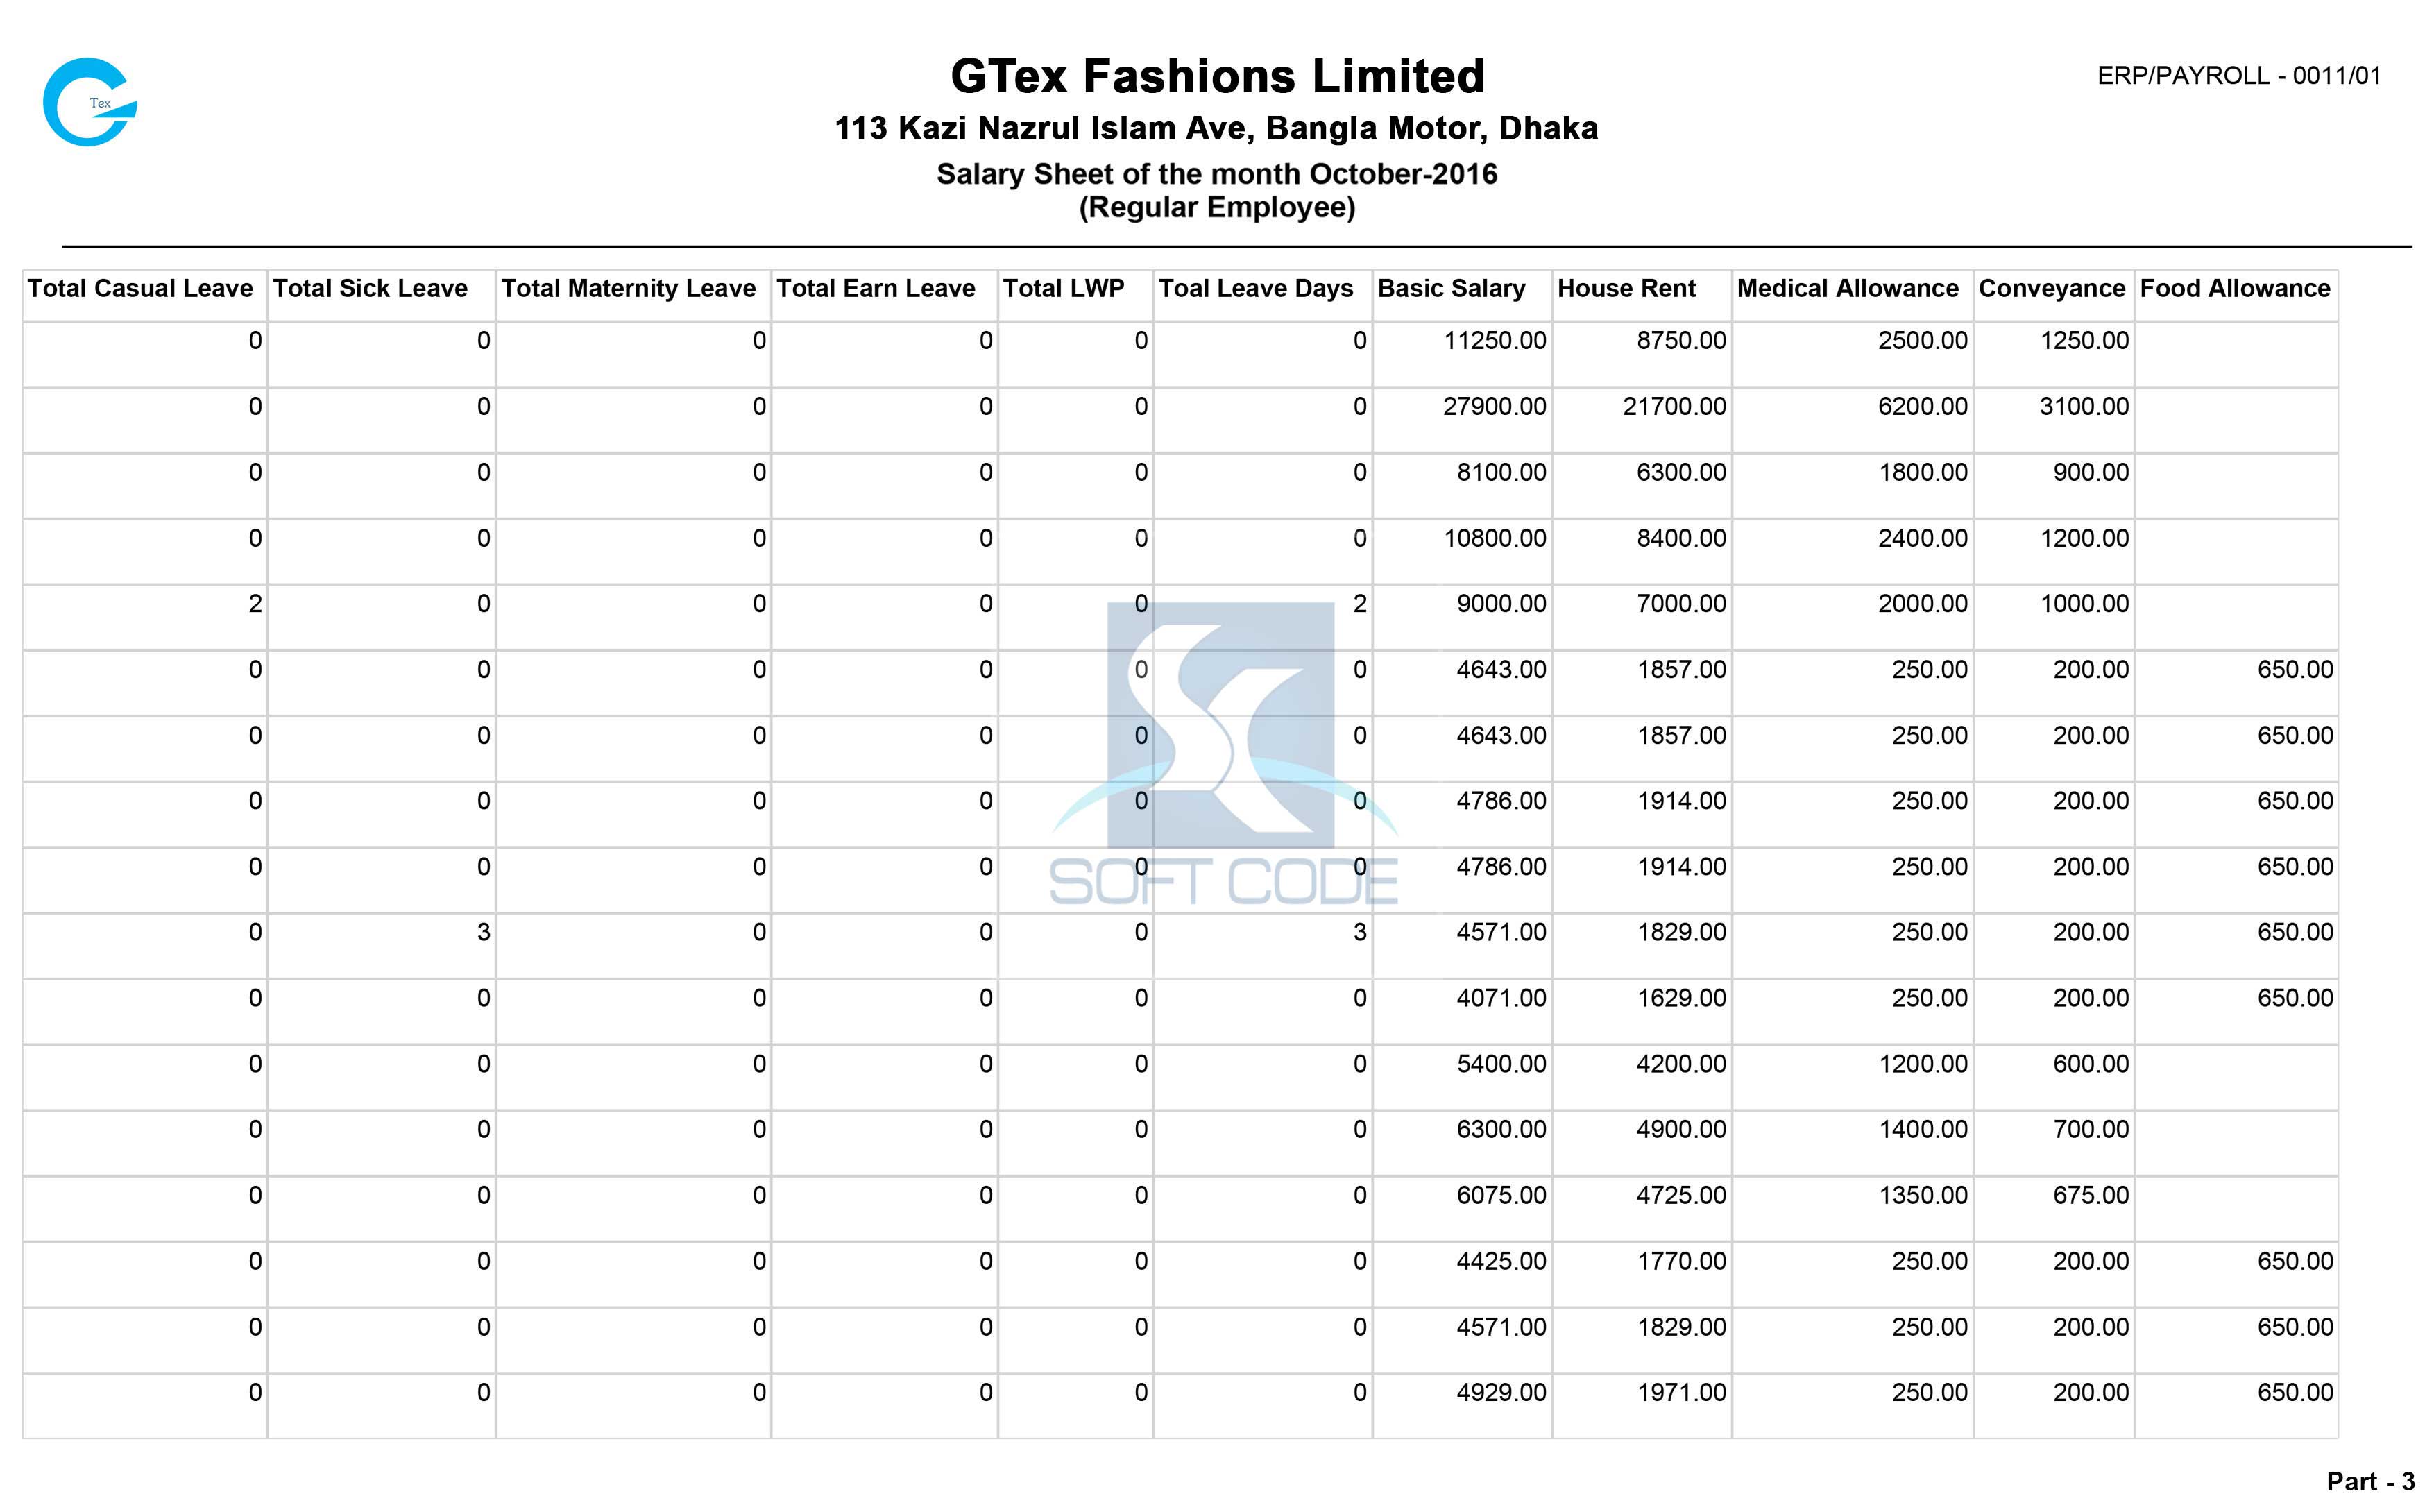 Tex
GTex Fashions Limited
ERP/PAYROLL - 0011/01
113 Kazi Nazrul Islam Ave, Bangla Motor, Dhaka
Salary Sheet of the month October-2016
(Regular Employee)
Total Casual Leave Total Sick Leave Total Maternity Leave Total Earn Leave Total LWP Toal Leave Days Basic Salary House Rent Medical Allowance Conveyance Food Allowance
0 0 0 0 0 0 11250.00 8750.00 2500.00 1250.00
0 0 0 0 0 0 27900.00 21700.00 6200.00 3100.00
0 0 0 0 0 0 8100.00 6300.00 1800.00 900.00
0 0 0 0 0 0 10800.00 8400.00 2400.00 1200.00
2 0 0 0 0 2 9000.00 7000.00 2000.00 1000.00
0 0 0 0 0 0 4643.00 1857.00 250.00 200.00 650.00
0 0 0 0 0 0 4643.00 1857.00 250.00 200.00 650.00
0 0 0 0 0 0 4786.00 1914.00 250.00 200.00 650.00
0 0 0 0 0 0 4786.00 1914.00 250.00 200.00 650.00
SOFT CODE
0 3 0 0 0 3 4571.00 1829.00 250.00 200.00 650.00
0 0 0 0 0 0 4071.00 1629.00 250.00 200.00 650.00
0 0 0 0 0 0 5400.00 4200.00 1200.00 600.00
0 0 0 0 0 0 6300.00 4900.00 1400.00 700.00
0 0 0 0 0 0 6075.00 4725.00 1350.00 675.00
0 0 0 0 0 0 4425.00 1770.00 250.00 200.00 650.00
0 0 0 0 0 0 4571.00 1829.00 250.00 200.00 650.00
0 0 0 0 0 0 4929.00 1971.00 250.00 200.00 650.00
Part - 3